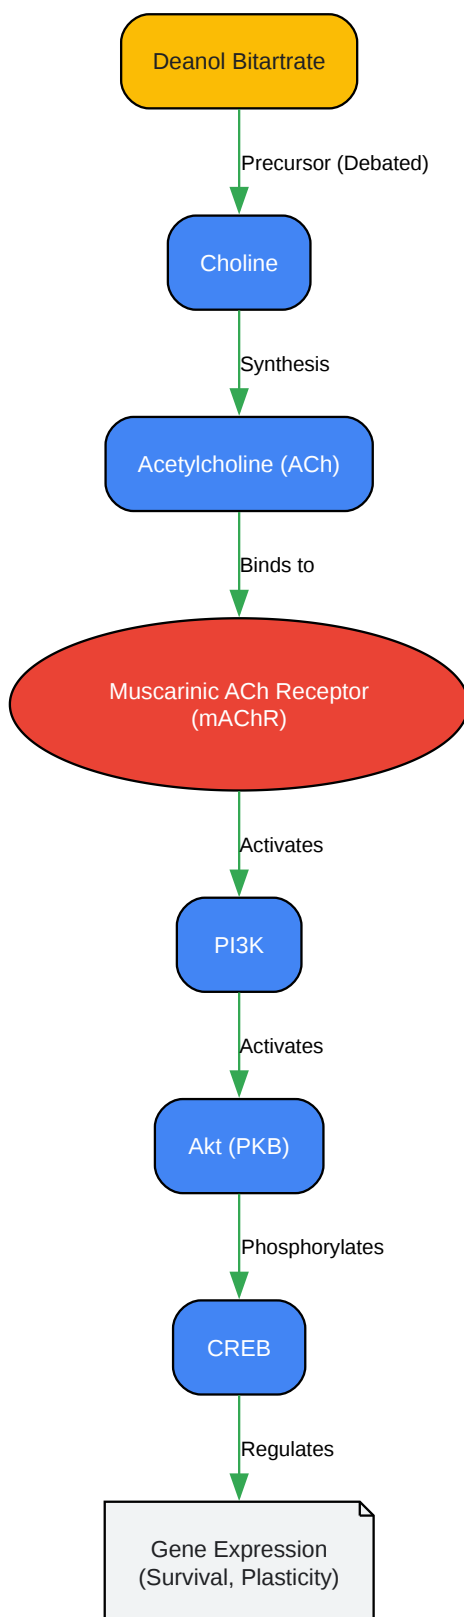 Deanol Bitartrate
Precursor (Debated)
Choline
Synthesis
Acetylcholine (ACh)
Binds to
Muscarinic ACh Receptor
(mAChR)
Activates
PI3K
Activates
Akt (PKB)
Phosphorylates
CREB
Regulates
Gene Expression
(Survival, Plasticity)